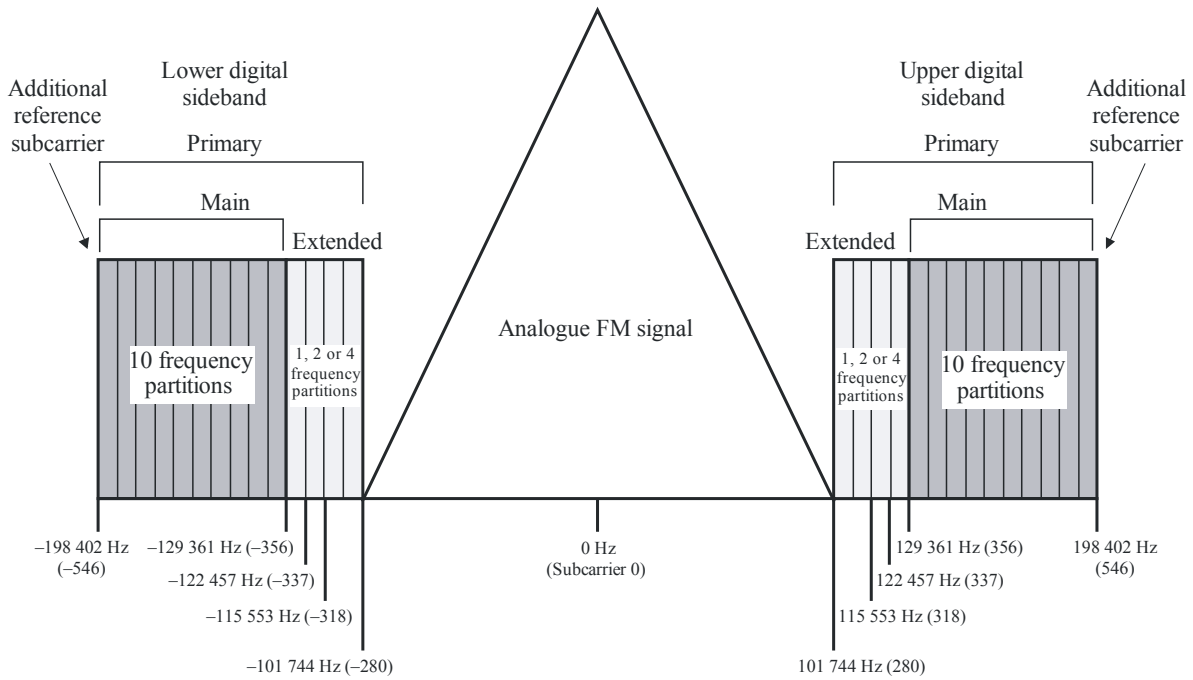 Lower digital
sideband
Upper digital
sideband
Additional
reference
subcarrier
Additional
reference
subcarrier
Primary
Primary
Main
Main
Extended
Extended
Analogue FM signal
10 frequency
partitions
1, 2 or 4
frequency
partitions
1, 2 or 4
frequency
partitions
10 frequency
partitions
–198 402 Hz
(–546)
–129 361 Hz (–356)
0 Hz
(Subcarrier 0)
129 361 Hz (356)
198 402 Hz
(546)
–122 457 Hz (–337)
122 457 Hz (337)
–115 553 Hz (–318)
115 553 Hz (318)
–101 744 Hz (–280)
101 744 Hz (280)